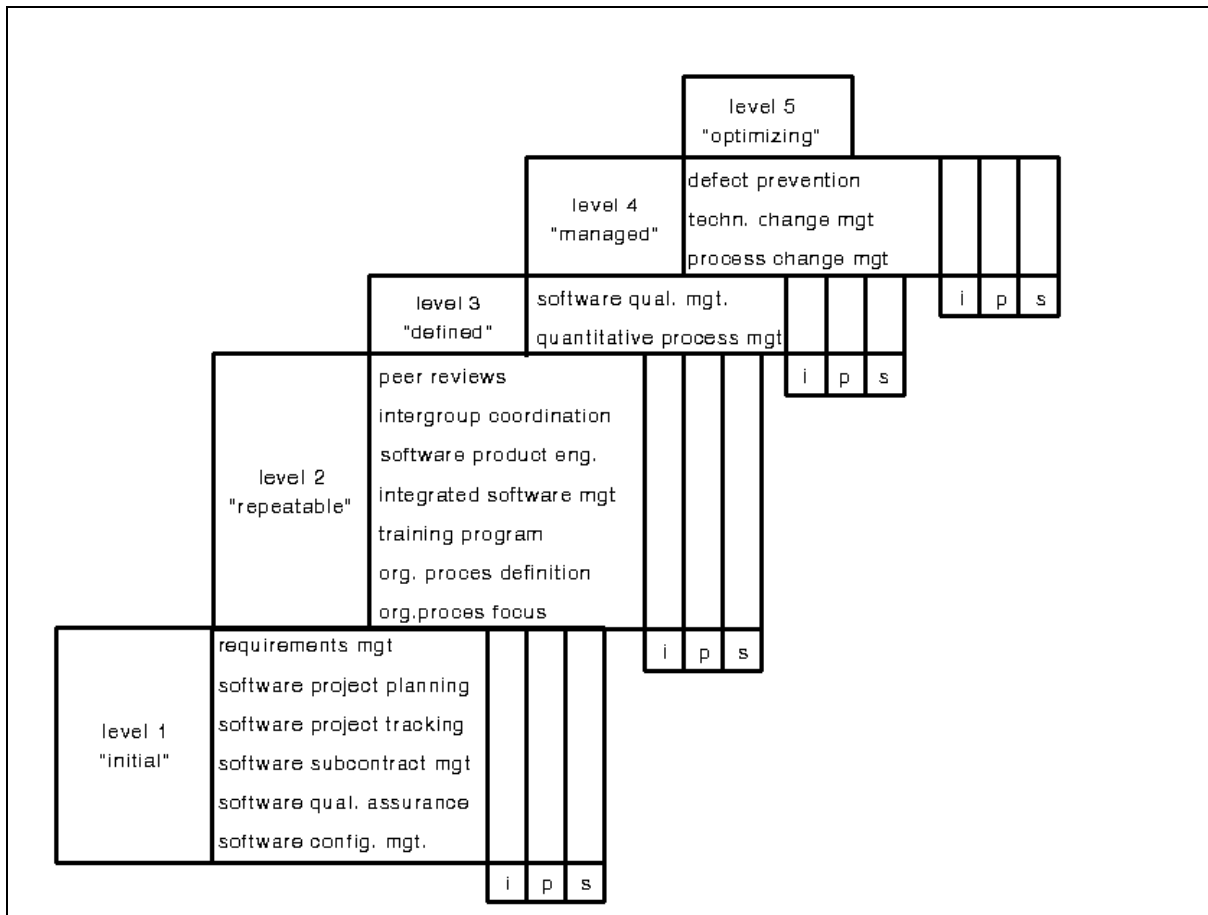 level 5
"optimizing"
level 4
"managed"
defect prevention
techn. change mgt
process change mgt
i p s
level 3
"defined"
software qual. mgt.
quantitative process mgt
i p s
level 2
"repeatable"
peer reviews
intergroup coordination
software product eng.
integrated software mgt
training program
org. proces definition
org.proces focus
i p s
level 1
"initial"
requirements mgt
software project planning
software project tracking
software subcontract mgt
software qual. assurance
software config. mgt.
i p s